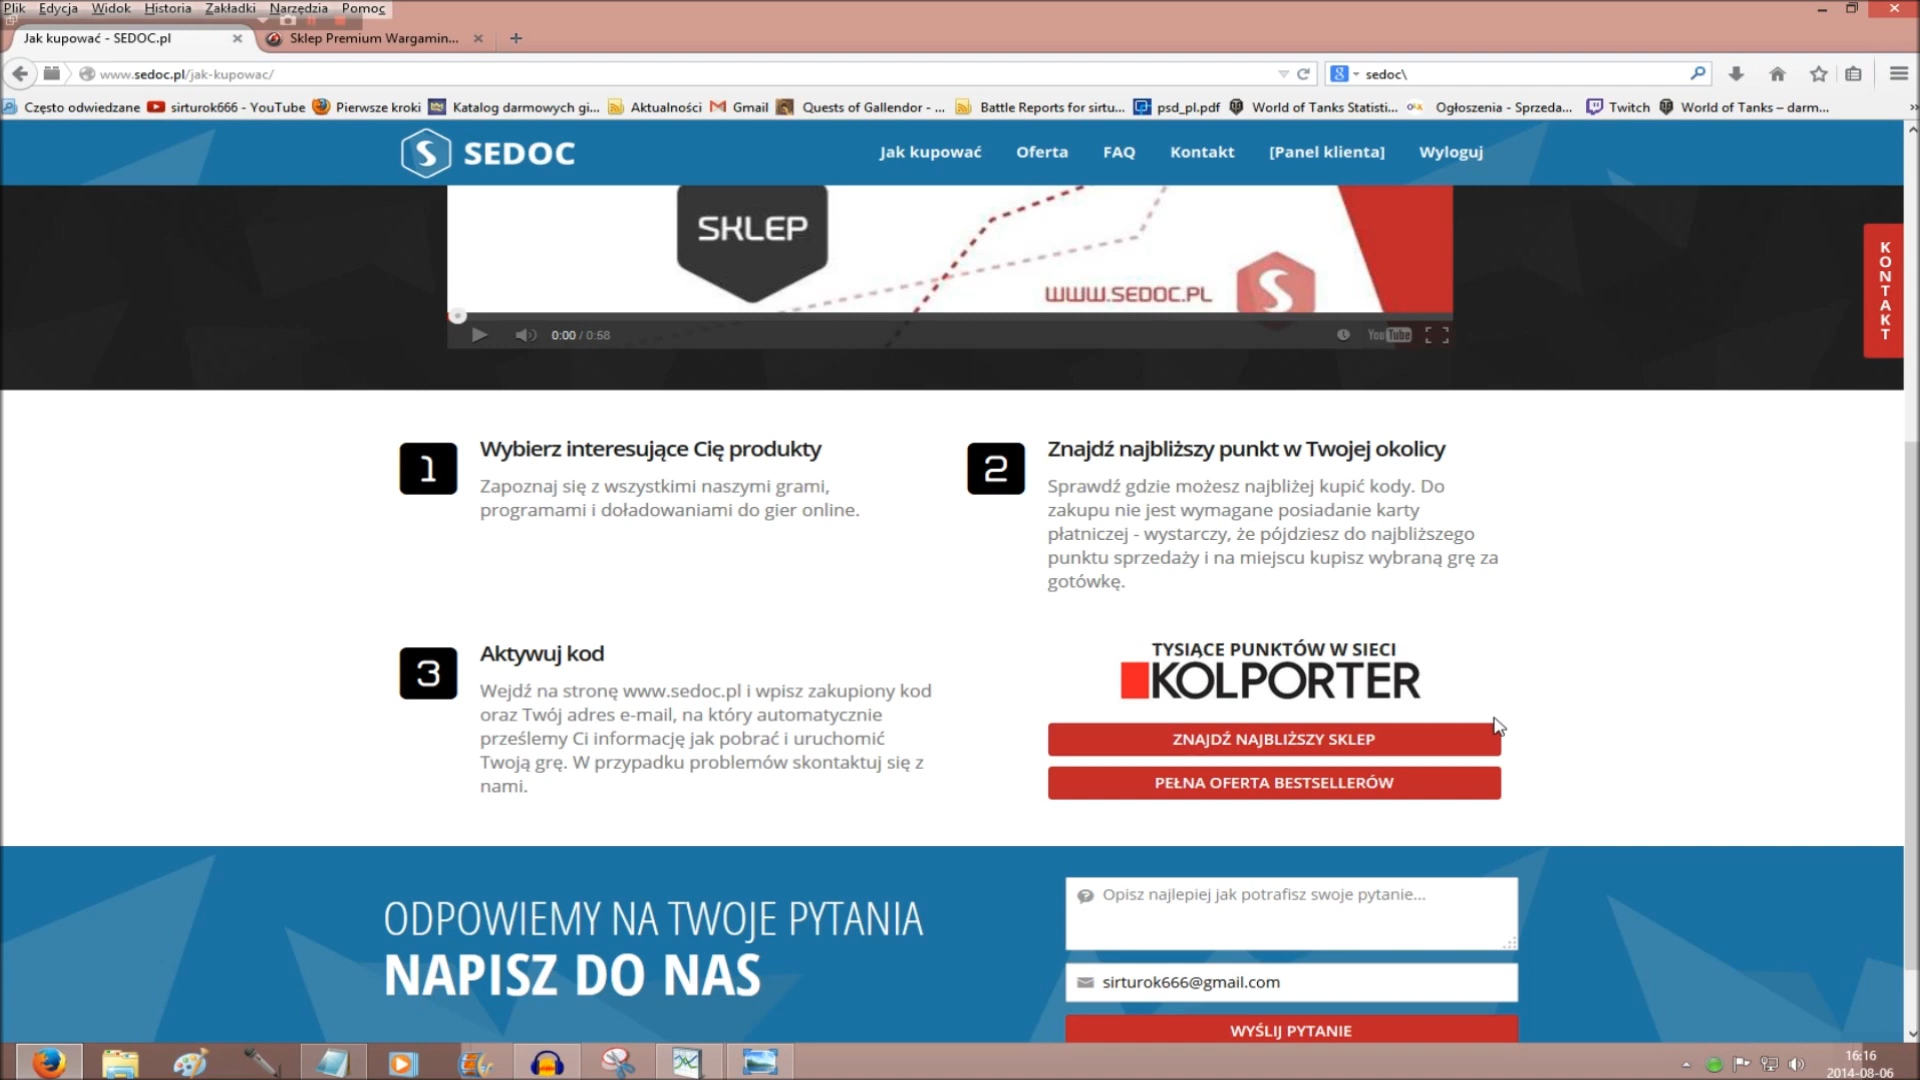 Plik Edycja Widok Historia Zakładki Narzędzia Pomoc
Jak kupować - SEDOC.pl
Sklep Premium Wargamin...
www.sedoc.pl/jak-kupowac/
sedoc\
Często odwiedzane
sirturok666 - YouTube
Pierwsze kroki
Katalog darmowych gi...
Aktualności
Gmail
Quests of Gallendor - ...
Battle Reports for sirtu...
psd_pl.pdf
World of Tanks Statisti...
Ogłoszenia - Sprzeda...
Twitch
World of Tanks – darm...
SEDOC
Jak kupować
Oferta
FAQ
Kontakt
[Panel klienta]
Wyloguj
SKLEP
WWW.SEDOC.PL
0:00 / 0:58
YouTube
KONTAKT
1
Wybierz interesujące Cię produkty
Zapoznaj się z wszystkimi naszymi grami,
programami i doładowaniami do gier online.
2
Znajdź najbliższy punkt w Twojej okolicy
Sprawdź gdzie możesz najbliżej kupić kody. Do
zakupu nie jest wymagane posiadanie karty
płatniczej - wystarczy, że pójdziesz do najbliższego
punktu sprzedaży i na miejscu kupisz wybraną grę za
gotówkę.
3
Aktywuj kod
Wejdź na stronę www.sedoc.pl i wpisz zakupiony kod
oraz Twój adres e-mail, na który automatycznie
prześlemy Ci informację jak pobrać i uruchomić
Twoją grę. W przypadku problemów skontaktuj się z
nami.
TYSIĄCE PUNKTÓW W SIECI
KOLPORTER
ZNAJDŹ NAJBLIŻSZY SKLEP
PEŁNA OFERTA BESTSELLERÓW
ODPOWIEMY NA TWOJE PYTANIA
NAPISZ DO NAS
Opisz najlepiej jak potrafisz swoje pytanie...
sirturok666@gmail.com
WYŚLIJ PYTANIE
16:16
2014-08-06